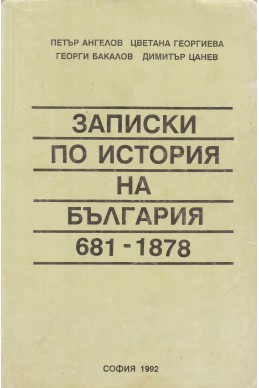 ПЕТЪР АНГЕЛОВ ЦВЕТАНА ГЕОРГИЕВА
ГЕОРГИ БАКАЛОВ ДИМИТЪР ЦАНЕВ
ЗАПИСКИ
ПО ИСТОРИЯ
НА
БЪЛГАРИЯ
681 - 1878
СОФИЯ 1992